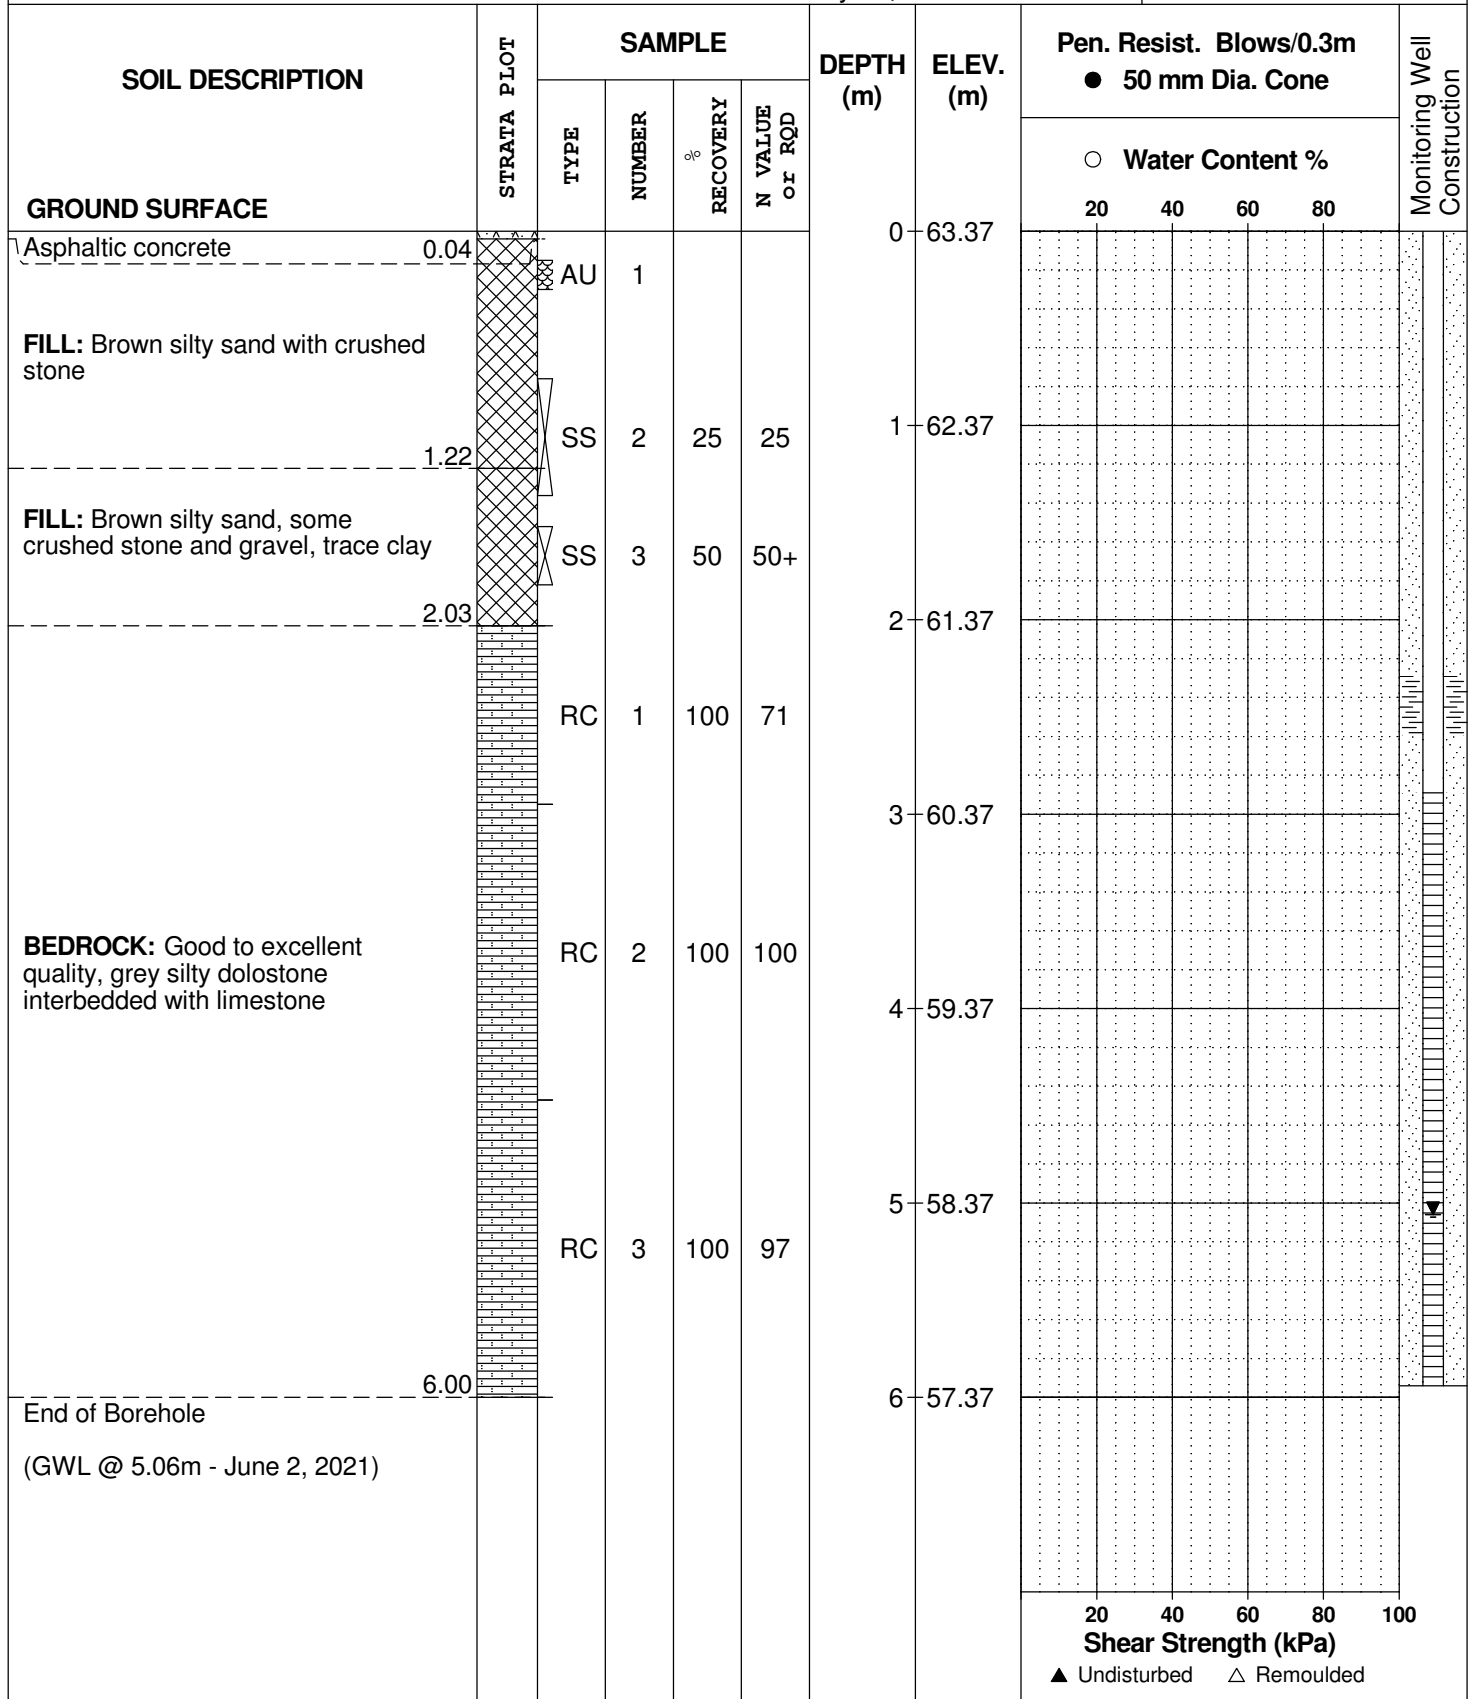 SOIL DESCRIPTION
GROUND SURFACE
STRATA PLOT
SAMPLE
TYPE
NUMBER
% RECOVERY
N VALUE or RQD
DEPTH (m)
ELEV. (m)
Pen. Resist. Blows/0.3m
● 50 mm Dia. Cone
○ Water Content %
20 40 60 80
Monitoring Well Construction
0 63.37
Asphaltic concrete 0.04
AU 1
FILL: Brown silty sand with crushed
stone
1 62.37
SS 2 25 25
1.22
FILL: Brown silty sand, some
crushed stone and gravel, trace clay
SS 3 50 50+
2.03
2 61.37
RC 1 100 71
3 60.37
BEDROCK: Good to excellent
quality, grey silty dolostone
interbedded with limestone
RC 2 100 100
4 59.37
5 58.37
RC 3 100 97
6.00
6 57.37
End of Borehole
(GWL @ 5.06m - June 2, 2021)
20 40 60 80 100
Shear Strength (kPa)
▲ Undisturbed △ Remoulded